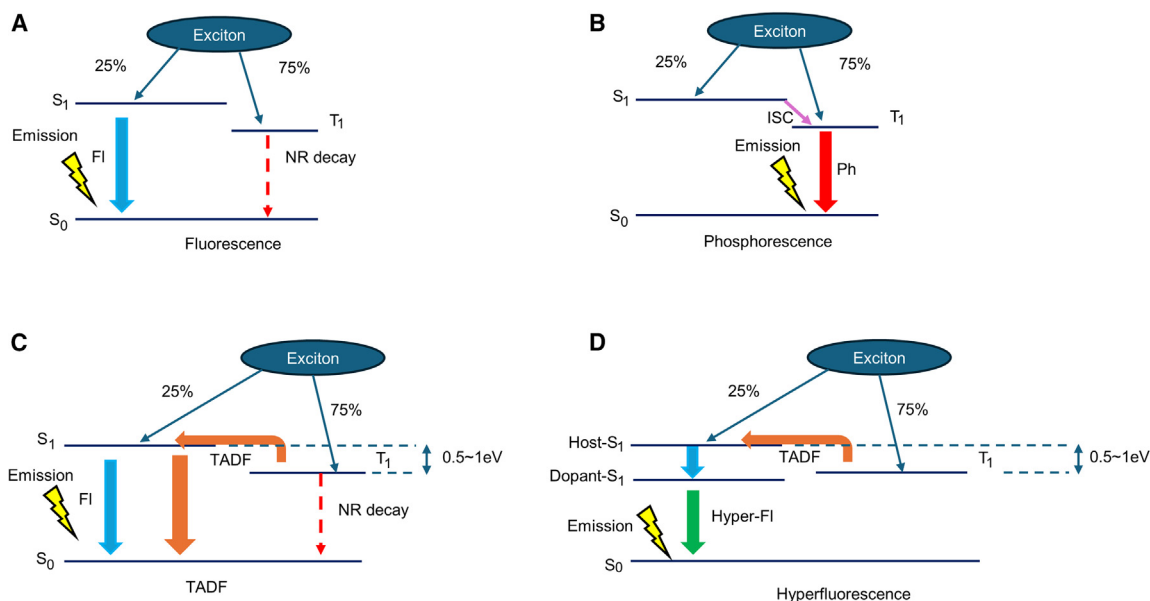 A
Exciton
25%
75%
S1
T1
Emission
Fl
NR decay
S0
Fluorescence
B
Exciton
25%
75%
S1
ISC
T1
Emission
Ph
S0
Phosphorescence
C
Exciton
25%
75%
S1
TADF
T1
0.5~1eV
Emission
Fl
NR decay
S0
TADF
D
Exciton
25%
75%
Host-S1
TADF
T1
0.5~1eV
Dopant-S1
Emission
Hyper-Fl
S0
Hyperfluorescence